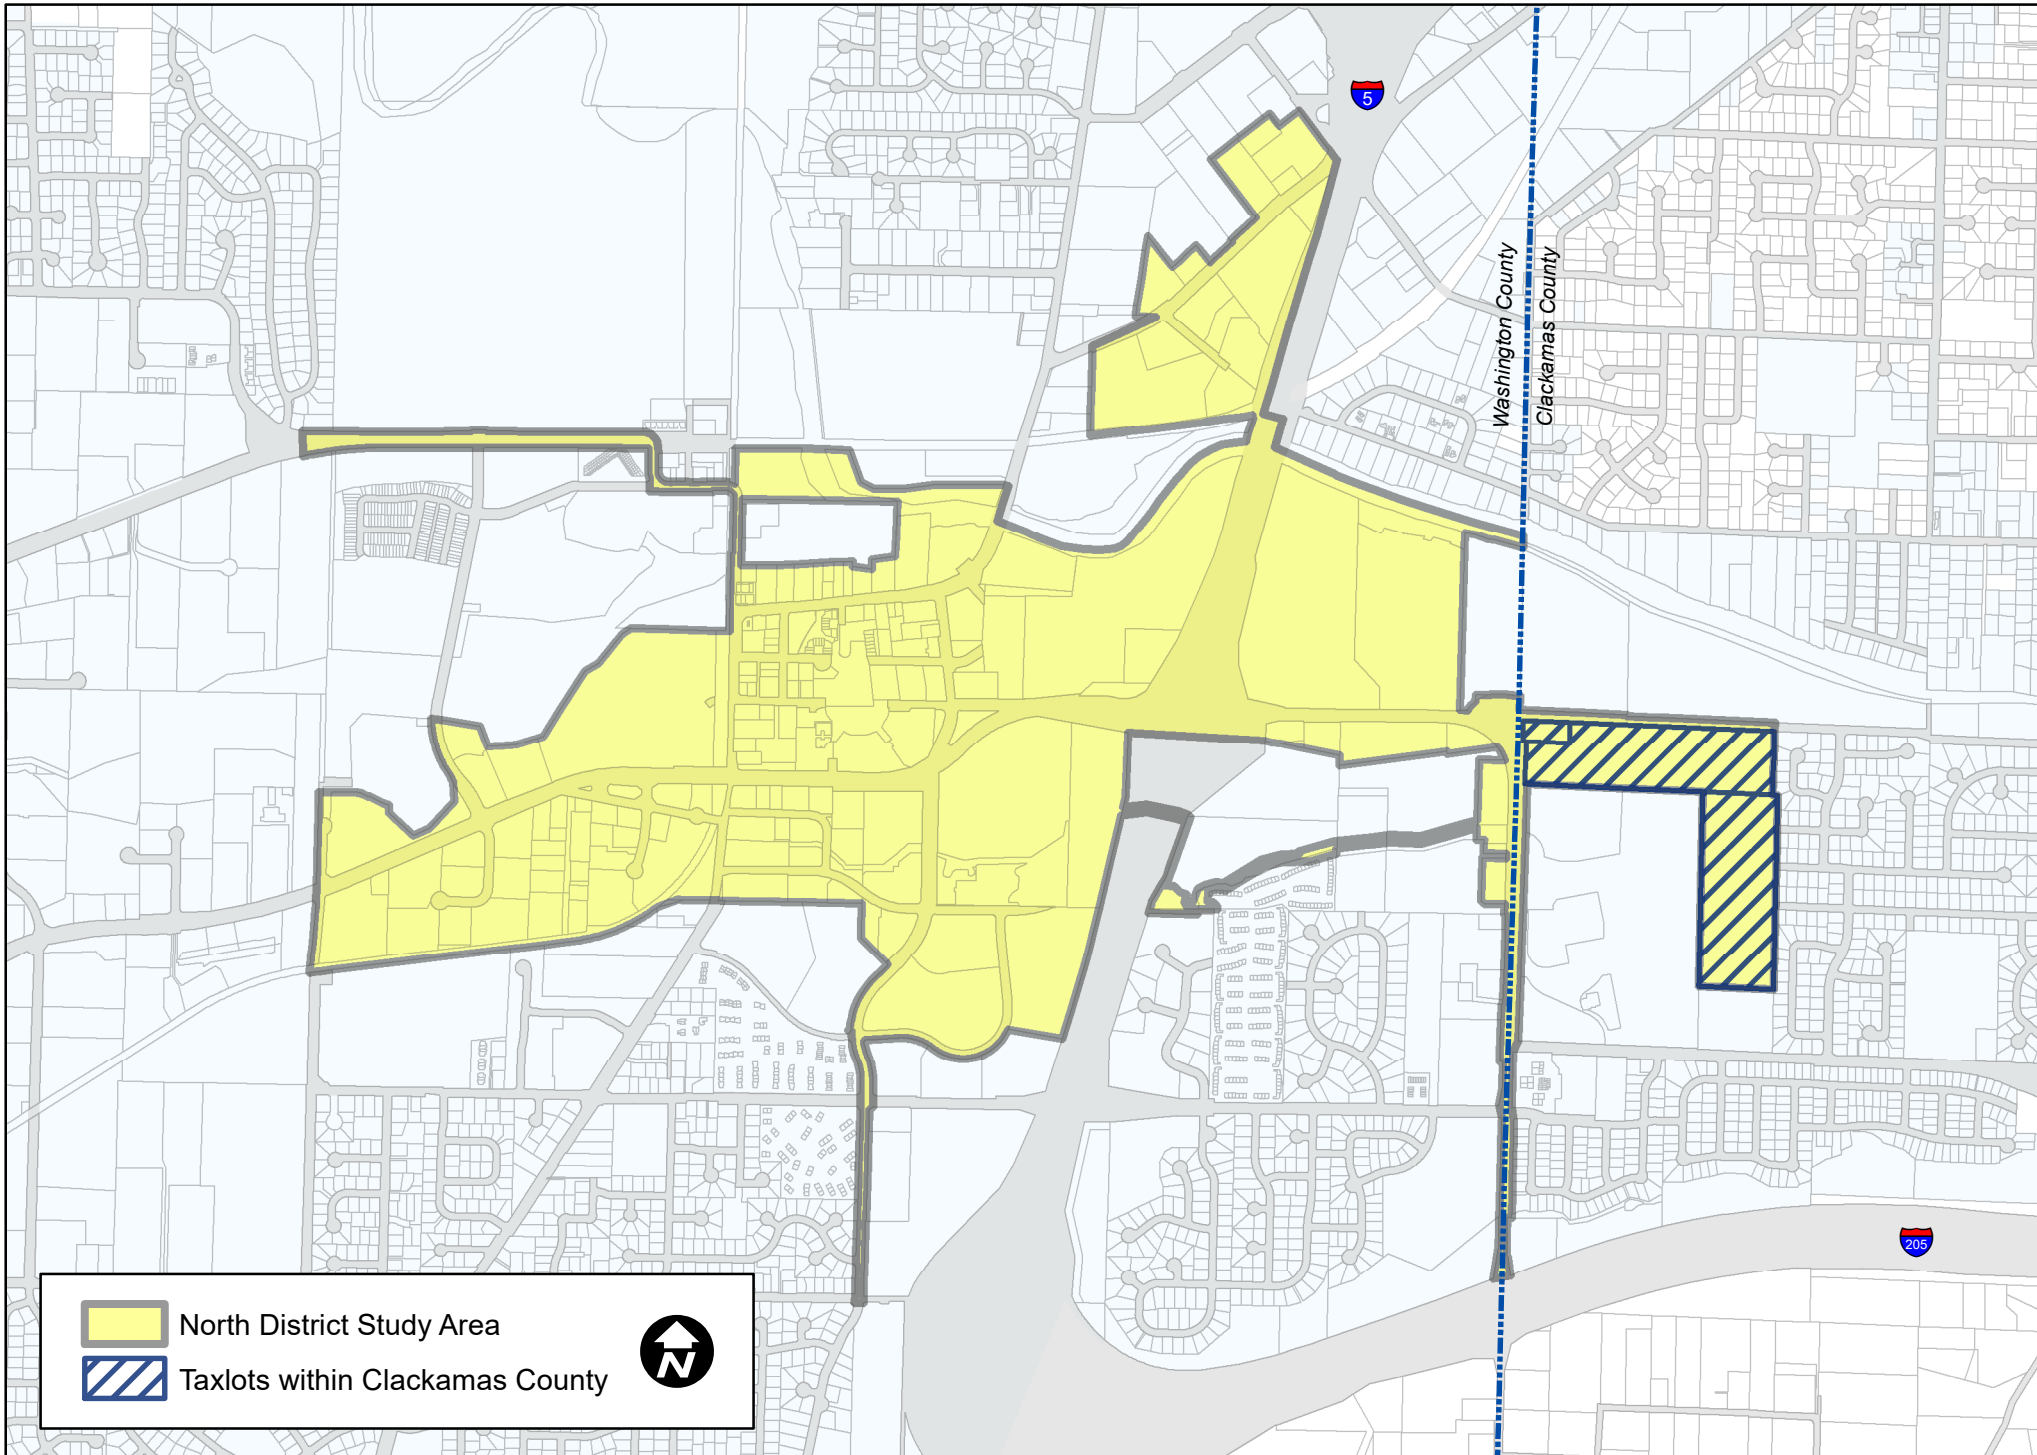 5
Washington County
Clackamas County
205
North District Study Area
Taxlots within Clackamas County
N